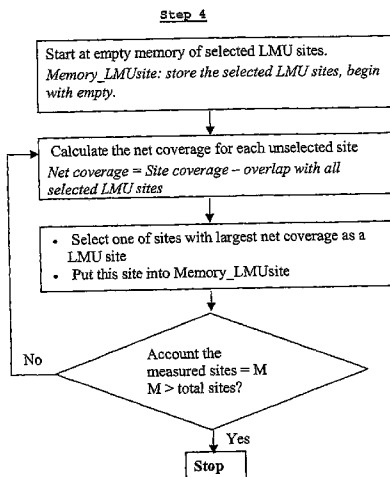 Step 4
Start at empty memory of selected LMU sites.
Memory_LMUsite: store the selected LMU sites, begin
with empty.
Calculate the net coverage for each unselected site
Net coverage = Site coverage – overlap with all
selected LMU sites
• Select one of sites with largest net coverage as a
LMU site
• Put this site into Memory_LMUsite
No
Account the
measured sites = M
M > total sites?
Yes
Stop